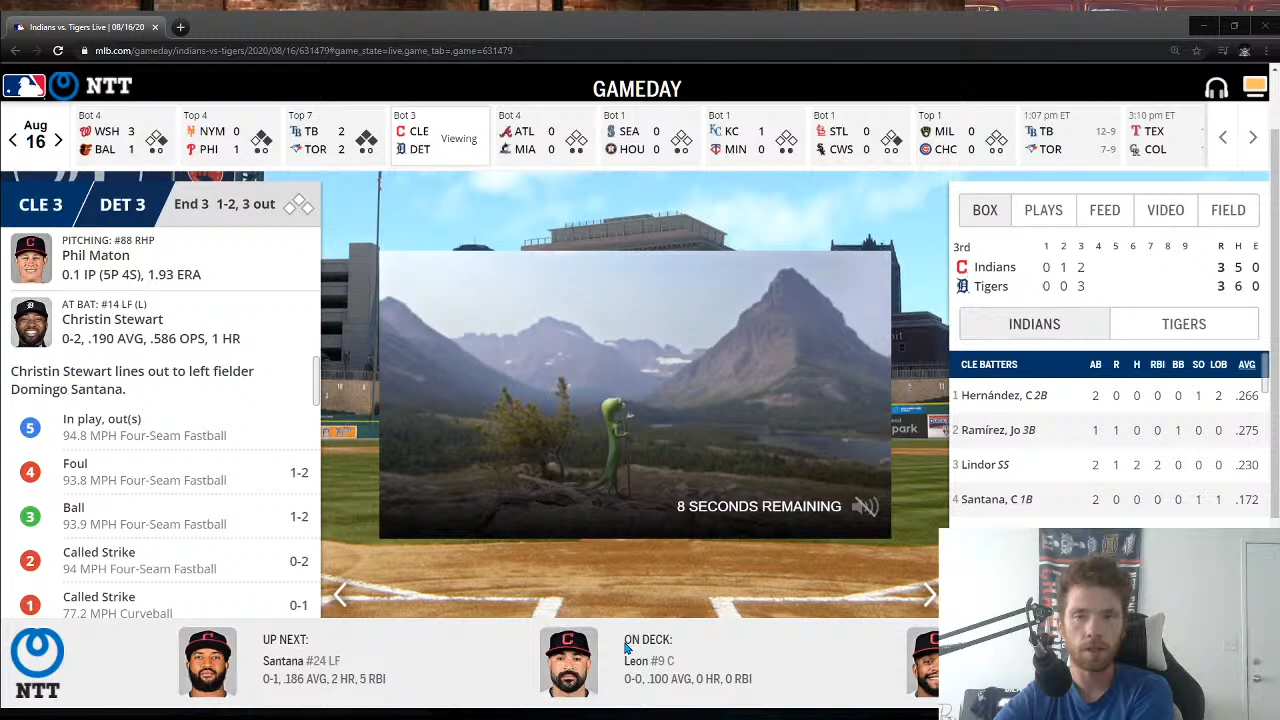 Indians vs. Tigers Live | 08/16/20
mlb.com/gameday/indians-vs-tigers/2020/08/16/631479#game_state=live,game_tab=,game=631479
NTT
GAMEDAY
Aug
16
Bot 4
WSH 3
BAL 1
Top 4
NYM 0
PHI 1
Top 7
TB 2
TOR 2
Bot 3
CLE
DET
Viewing
Bot 4
ATL 0
MIA 0
Bot 1
SEA 0
HOU 0
Bot 1
KC 1
MIN 0
Bot 1
STL 0
CWS 0
Top 1
MIL 0
CHC 0
1:07 pm ET
TB 12-9
TOR 7-9
3:10 pm ET
TEX
COL
CLE 3
DET 3
End 3 1-2, 3 out
PITCHING: #88 RHP
Phil Maton
0.1 IP (5P 4S), 1.93 ERA
AT BAT: #14 LF (L)
Christin Stewart
0-2, .190 AVG, .586 OPS, 1 HR
Christin Stewart lines out to left fielder
Domingo Santana.
5 In play, out(s)
94.8 MPH Four-Seam Fastball
4 Foul
93.8 MPH Four-Seam Fastball 1-2
3 Ball
93.9 MPH Four-Seam Fastball 1-2
2 Called Strike
94 MPH Four-Seam Fastball 0-2
1 Called Strike
77.2 MPH Curveball 0-1
8 SECONDS REMAINING
park
BOX PLAYS FEED VIDEO FIELD
3rd 1 2 3 4 5 6 7 8 9 R H E
Indians 0 1 2 3 5 0
Tigers 0 0 3 3 6 0
INDIANS TIGERS
CLE BATTERS AB R H RBI BB SO LOB AVG
1 Hernández, C 2B 2 0 0 0 0 1 2 .266
2 Ramírez, Jo 3B 1 1 0 0 1 0 0 .275
3 Lindor SS 2 1 2 2 0 0 0 .230
4 Santana, C 1B 2 0 0 0 0 1 1 .172
NTT
UP NEXT:
Santana #24 LF
0-1, .186 AVG, 2 HR, 5 RBI
ON DECK:
Leon #9 C
0-0, .100 AVG, 0 HR, 0 RBI